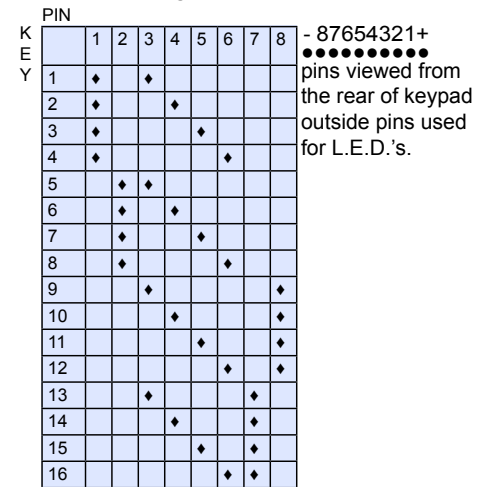 PIN
KEY
1 2 3 4 5 6 7 8
- 87654321+
●●●●●●●●●●
pins viewed from
the rear of keypad
outside pins used
for L.E.D.'s.
1 ♦ ♦
2 ♦ ♦
3 ♦ ♦
4 ♦ ♦
5 ♦ ♦
6 ♦ ♦
7 ♦ ♦
8 ♦ ♦
9 ♦ ♦
10 ♦ ♦
11 ♦ ♦
12 ♦ ♦
13 ♦ ♦
14 ♦ ♦
15 ♦ ♦
16 ♦ ♦